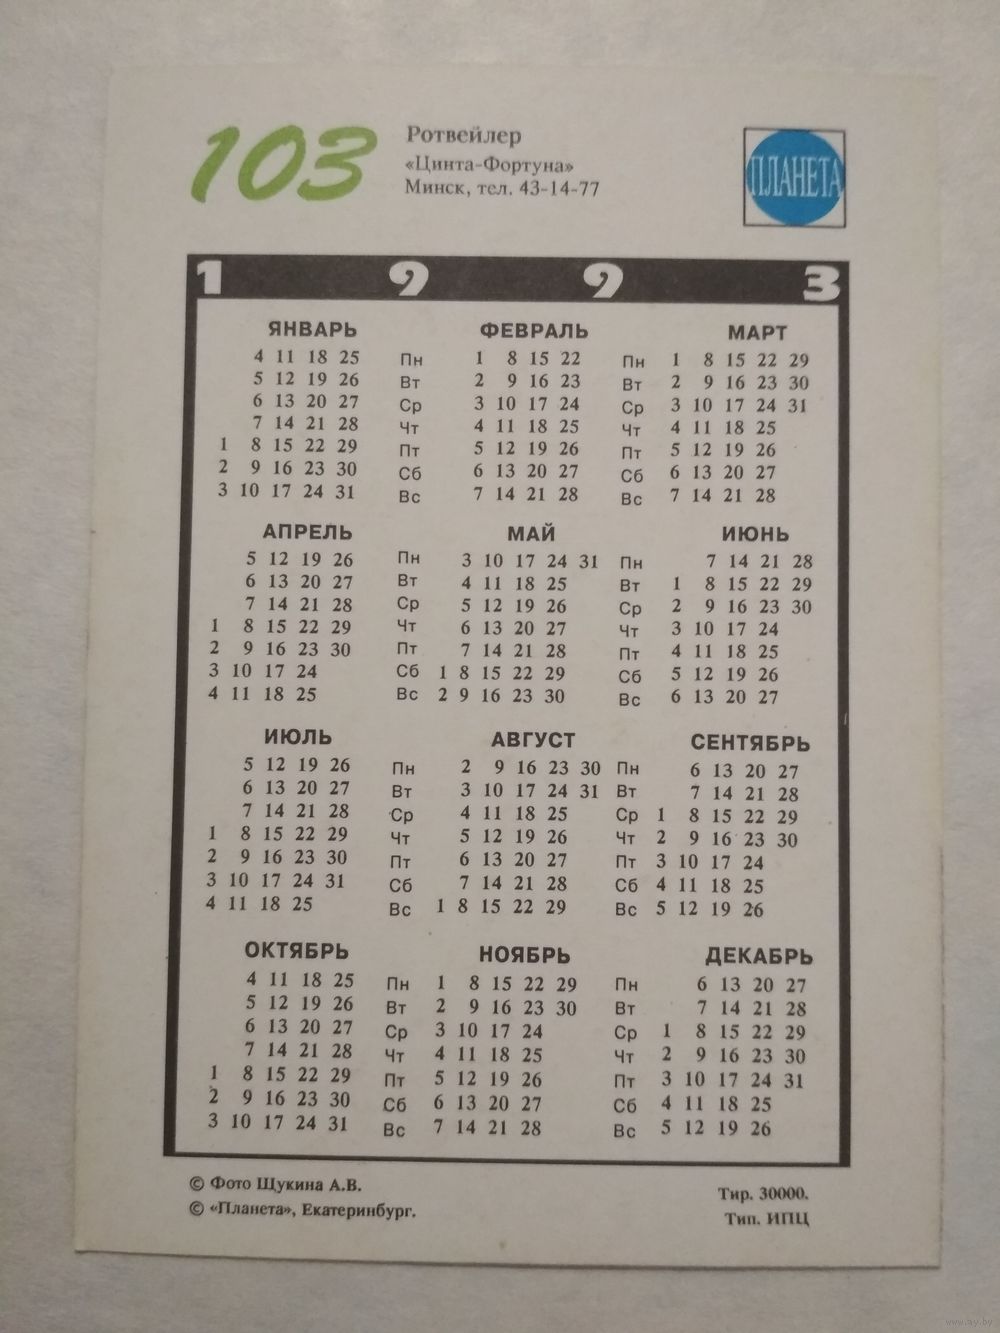 103
Ротвейлер
«Цинта-Фортуна»
Минск, тел. 43-14-77
ПЛАНЕТА
1 9 9 3
ЯНВАРЬ ФЕВРАЛЬ МАРТ
4 11 18 25 Пн 1 8 15 22 Пн 1 8 15 22 29
5 12 19 26 Вт 2 9 16 23 Вт 2 9 16 23 30
6 13 20 27 Ср 3 10 17 24 Ср 3 10 17 24 31
7 14 21 28 Чт 4 11 18 25 Чт 4 11 18 25
1 8 15 22 29 Пт 5 12 19 26 Пт 5 12 19 26
2 9 16 23 30 Сб 6 13 20 27 Сб 6 13 20 27
3 10 17 24 31 Вс 7 14 21 28 Вс 7 14 21 28
АПРЕЛЬ МАЙ ИЮНЬ
5 12 19 26 Пн 3 10 17 24 31 Пн 7 14 21 28
6 13 20 27 Вт 4 11 18 25 Вт 1 8 15 22 29
7 14 21 28 Ср 5 12 19 26 Ср 2 9 16 23 30
1 8 15 22 29 Чт 6 13 20 27 Чт 3 10 17 24
2 9 16 23 30 Пт 7 14 21 28 Пт 4 11 18 25
3 10 17 24 Сб 1 8 15 22 29 Сб 5 12 19 26
4 11 18 25 Вс 2 9 16 23 30 Вс 6 13 20 27
ИЮЛЬ АВГУСТ СЕНТЯБРЬ
5 12 19 26 Пн 2 9 16 23 30 Пн 6 13 20 27
6 13 20 27 Вт 3 10 17 24 31 Вт 7 14 21 28
7 14 21 28 Ср 4 11 18 25 Ср 1 8 15 22 29
1 8 15 22 29 Чт 5 12 19 26 Чт 2 9 16 23 30
2 9 16 23 30 Пт 6 13 20 27 Пт 3 10 17 24
3 10 17 24 31 Сб 7 14 21 28 Сб 4 11 18 25
4 11 18 25 Вс 1 8 15 22 29 Вс 5 12 19 26
ОКТЯБРЬ НОЯБРЬ ДЕКАБРЬ
4 11 18 25 Пн 1 8 15 22 29 Пн 6 13 20 27
5 12 19 26 Вт 2 9 16 23 30 Вт 7 14 21 28
6 13 20 27 Ср 3 10 17 24 Ср 1 8 15 22 29
7 14 21 28 Чт 4 11 18 25 Чт 2 9 16 23 30
1 8 15 22 29 Пт 5 12 19 26 Пт 3 10 17 24 31
2 9 16 23 30 Сб 6 13 20 27 Сб 4 11 18 25
3 10 17 24 31 Вс 7 14 21 28 Вс 5 12 19 26
© Фото Щукина А.В.
© «Планета», Екатеринбург.
Тир. 30000.
Тип. ИПЦ
www.ay.by